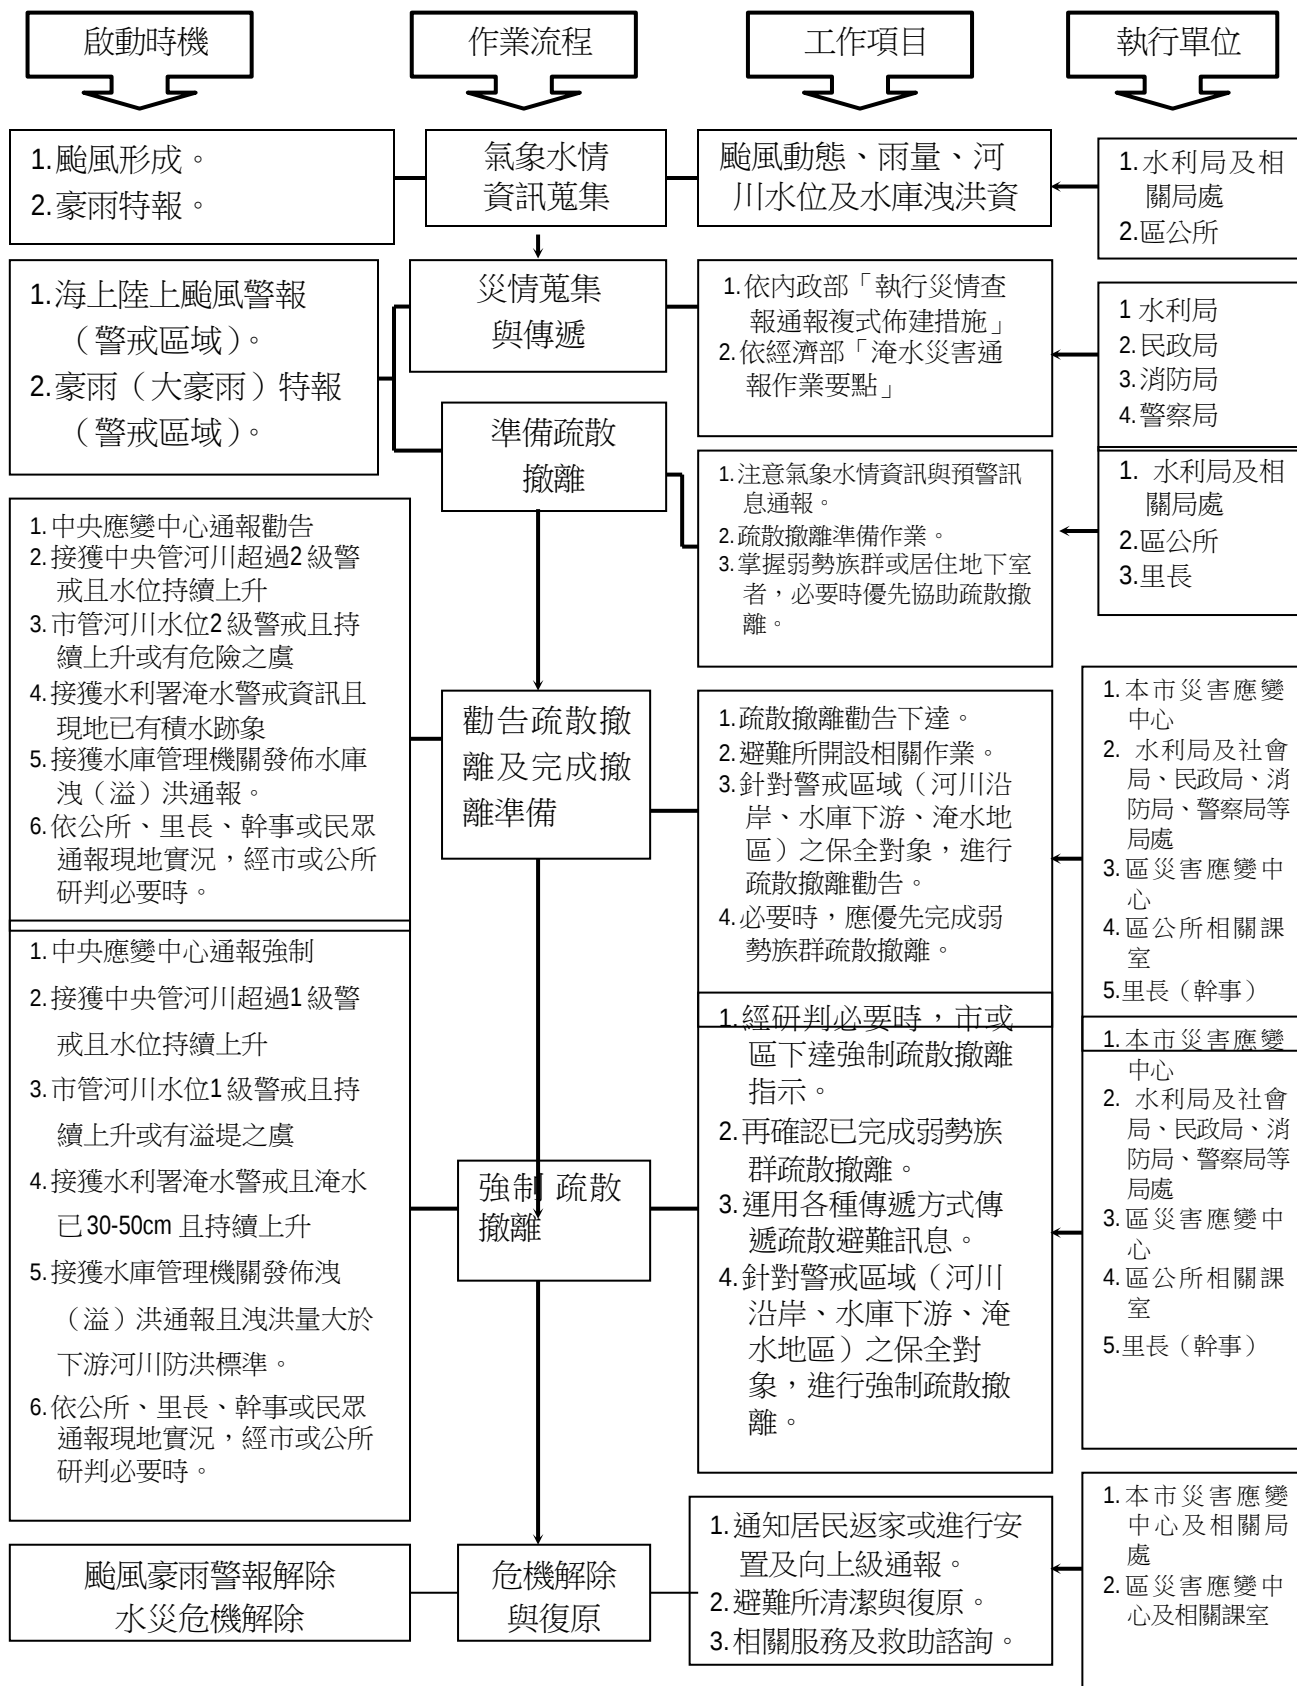 啟動時機
作業流程
工作項目
執行單位
1.颱風形成。
2.豪雨特報。
氣象水情
資訊蒐集
颱風動態、雨量、河
川水位及水庫洩洪資
1.水利局及相
關局處
2.區公所
1.海上陸上颱風警報
（警戒區域）。
2.豪雨（大豪雨）特報
（警戒區域）。
災情蒐集
與傳遞
1.依內政部「執行災情查
報通報複式佈建措施」
2.依經濟部「淹水災害通
報作業要點」
1 水利局
2.民政局
3.消防局
4.警察局
準備疏散
撤離
1.注意氣象水情資訊與預警訊
息通報。
2.疏散撤離準備作業。
3.掌握弱勢族群或居住地下室
者，必要時優先協助疏散撤
離。
1. 水利局及相
關局處
2.區公所
3.里長
1.中央應變中心通報勸告
2.接獲中央管河川超過2級警
戒且水位持續上升
3.市管河川水位2級警戒且持
續上升或有危險之虞
4.接獲水利署淹水警戒資訊且
現地已有積水跡象
5.接獲水庫管理機關發佈水庫
洩（溢）洪通報。
6.依公所、里長、幹事或民眾
通報現地實況，經市或公所
研判必要時。
勸告疏散撤
離及完成撤
離準備
1.疏散撤離勸告下達。
2.避難所開設相關作業。
3.針對警戒區域（河川沿
岸、水庫下游、淹水地
區）之保全對象，進行
疏散撤離勸告。
4.必要時，應優先完成弱
勢族群疏散撤離。
1.本市災害應變
中心
2. 水利局及社會
局、民政局、消
防局、警察局等
局處
3.區災害應變中
心
4.區公所相關課
室
5.里長（幹事）
1.中央應變中心通報強制
2.接獲中央管河川超過1級警
戒且水位持續上升
3.市管河川水位1級警戒且持
續上升或有溢堤之虞
4.接獲水利署淹水警戒且淹水
已30-50cm 且持續上升
5.接獲水庫管理機關發佈洩
（溢）洪通報且洩洪量大於
下游河川防洪標準。
6.依公所、里長、幹事或民眾
通報現地實況，經市或公所
研判必要時。
強制 疏散
撤離
1.經研判必要時，市或
區下達強制疏散撤離
指示。
2.再確認已完成弱勢族
群疏散撤離。
3.運用各種傳遞方式傳
遞疏散避難訊息。
4.針對警戒區域（河川
沿岸、水庫下游、淹
水地區）之保全對
象，進行強制疏散撤
離。
1.本市災害應變
中心
2. 水利局及社會
局、民政局、消
防局、警察局等
局處
3.區災害應變中
心
4.區公所相關課
室
5.里長（幹事）
颱風豪雨警報解除
水災危機解除
危機解除
與復原
1.通知居民返家或進行安
置及向上級通報。
2.避難所清潔與復原。
3.相關服務及救助諮詢。
1.本市災害應變
中心及相關局
處
2.區災害應變中
心及相關課室